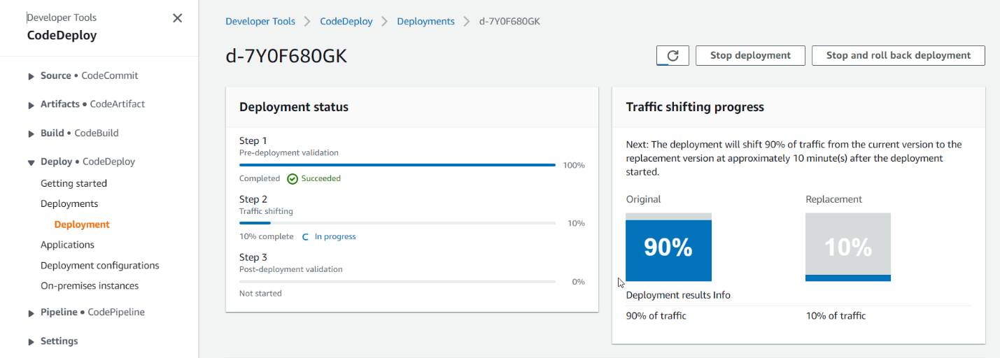 Developer Tools
CodeDeploy
Source • CodeCommit
Artifacts • CodeArtifact
Build • CodeBuild
Deploy • CodeDeploy
Getting started
Deployments
Deployment
Applications
Deployment configurations
On-premises instances
Pipeline • CodePipeline
Settings
Developer Tools > CodeDeploy > Deployments > d-7Y0F680GK
d-7Y0F680GK
Stop deployment
Stop and roll back deployment
Deployment status
Step 1
Pre-deployment validation
100%
Completed Succeeded
Step 2
Traffic shifting
10%
10% complete In progress
Step 3
Post-deployment validation
0%
Not started
Traffic shifting progress
Next: The deployment will shift 90% of traffic from the current version to the
replacement version at approximately 10 minute(s) after the deployment
started.
Original Replacement
90% 10%
Deployment results Info
90% of traffic 10% of traffic